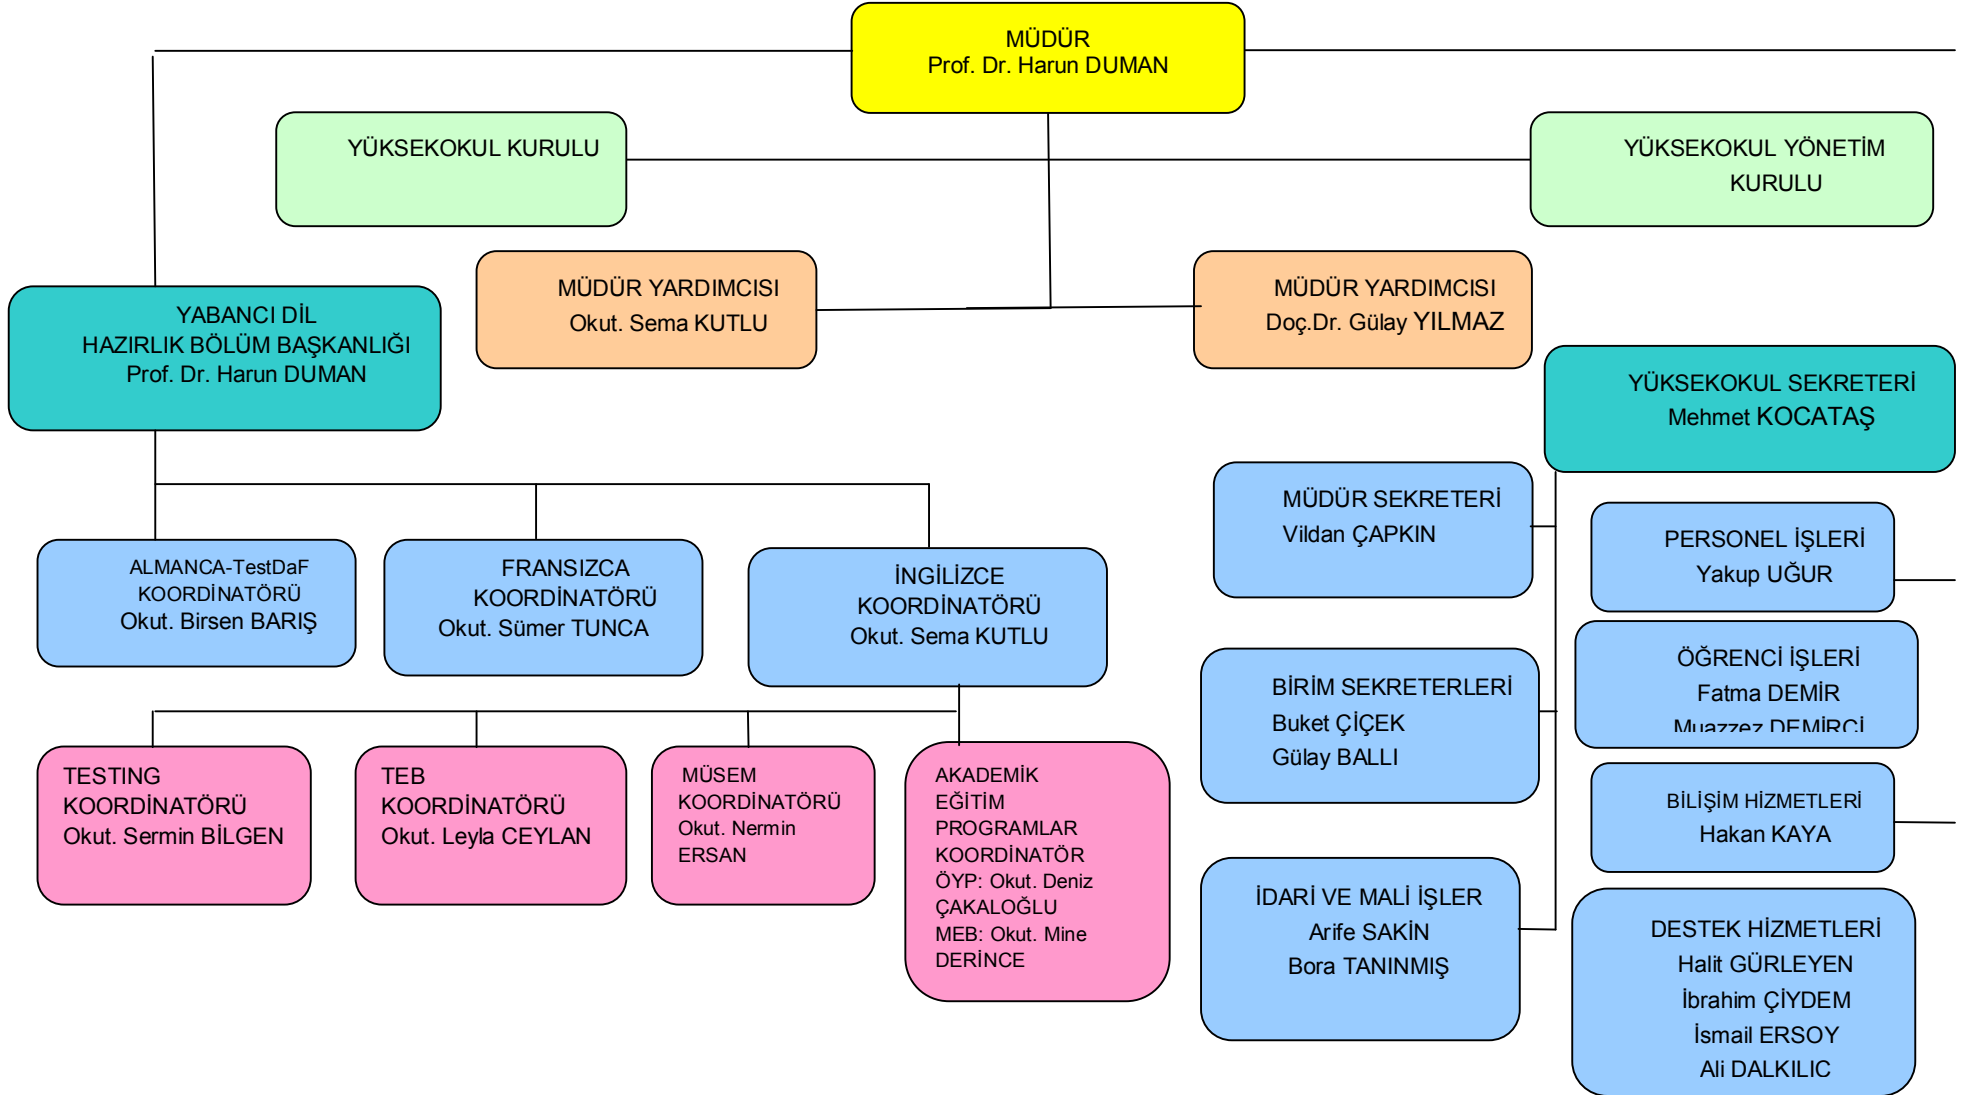 MÜDÜR
Prof. Dr. Harun DUMAN
YÜKSEKOKUL KURULU
YÜKSEKOKUL YÖNETİM
KURULU
MÜDÜR YARDIMCISI
Okut. Sema KUTLU
MÜDÜR YARDIMCISI
Doç.Dr. Gülay YILMAZ
YABANCI DİL
HAZIRLIK BÖLÜM BAŞKANLIĞI
Prof. Dr. Harun DUMAN
YÜKSEKOKUL SEKRETERİ
Mehmet KOCATAŞ
ALMANCA-TestDaF
KOORDİNATÖRÜ
Okut. Birsen BARIŞ
FRANSIZCA
KOORDİNATÖRÜ
Okut. Sümer TUNCA
İNGİLİZCE
KOORDİNATÖRÜ
Okut. Sema KUTLU
TESTING
KOORDİNATÖRÜ
Okut. Sermin BİLGEN
TEB
KOORDİNATÖRÜ
Okut. Leyla CEYLAN
MÜSEM
KOORDİNATÖRÜ
Okut. Nermin
ERSAN
AKADEMİK
EĞİTİM
PROGRAMLAR
KOORDİNATÖR
ÖYP: Okut. Deniz
ÇAKALOĞLU
MEB: Okut. Mine
DERİNCE
MÜDÜR SEKRETERİ
Vildan ÇAPKIN
BİRİM SEKRETERLERİ
Buket ÇİÇEK
Gülay BALLI
İDARİ VE MALİ İŞLER
Arife SAKİN
Bora TANINMIŞ
PERSONEL İŞLERİ
Yakup UĞUR
ÖĞRENCİ İŞLERİ
Fatma DEMİR
Muazzez DEMİRCİ
BİLİŞİM HİZMETLERİ
Hakan KAYA
DESTEK HİZMETLERİ
Halit GÜRLEYEN
İbrahim ÇİYDEM
İsmail ERSOY
Ali DALKILIC